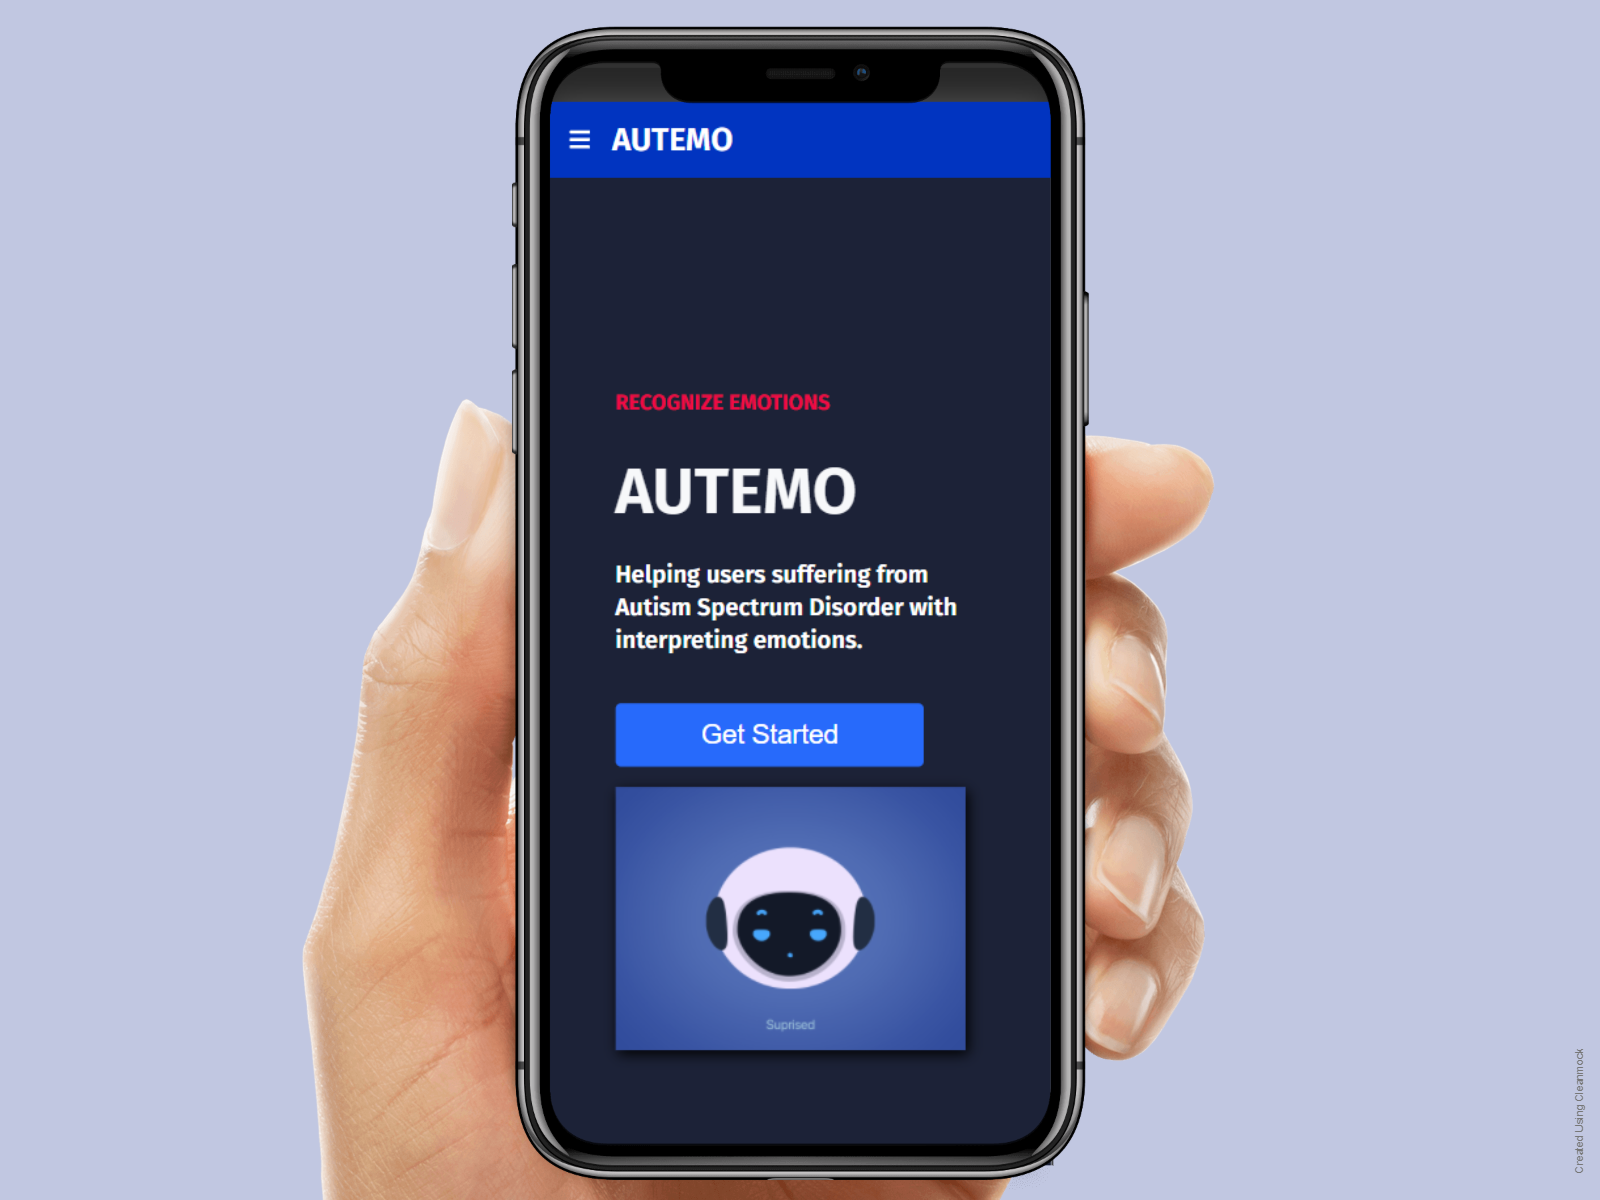 AUTEMO
RECOGNIZE EMOTIONS
AUTEMO
Helping users suffering from
Autism Spectrum Disorder with
interpreting emotions.
Get Started
Suprised
Created Using Cleanmock